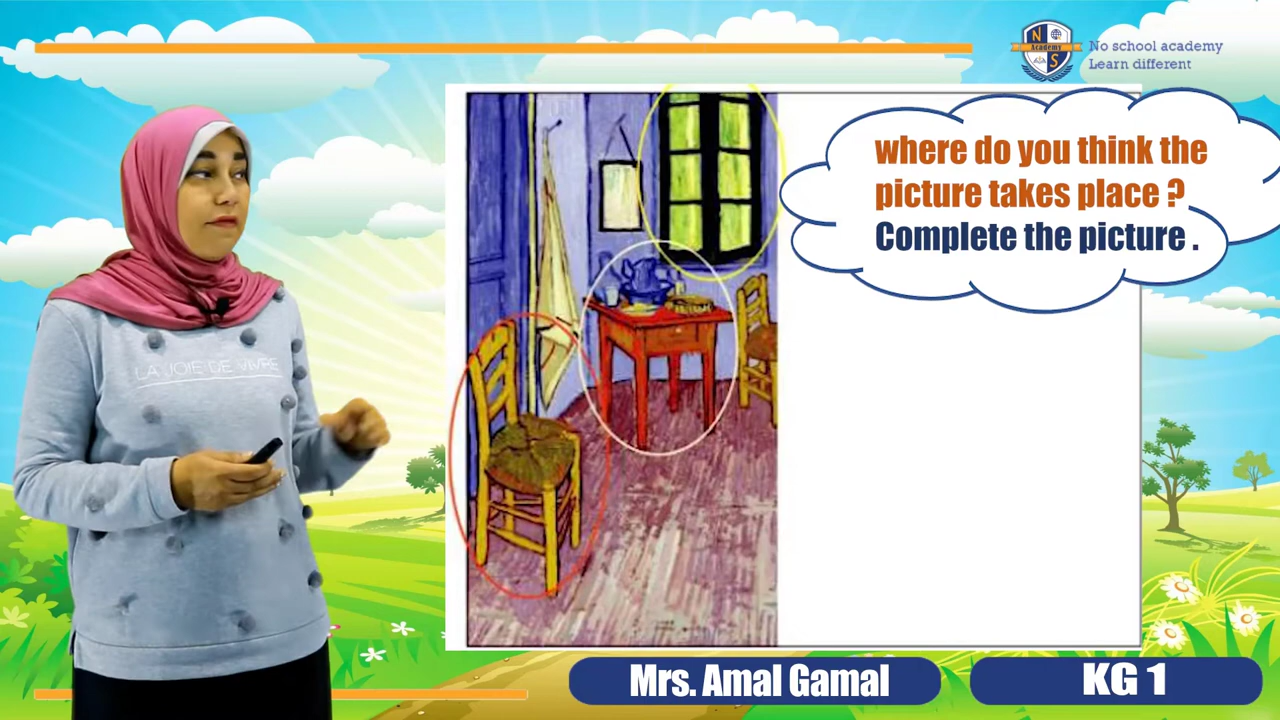 N
Academy
S
No school academy
Learn different
where do you think the
picture takes place ?
Complete the picture .
LA JOIE DE VIVRE
Mrs. Amal Gamal
KG 1